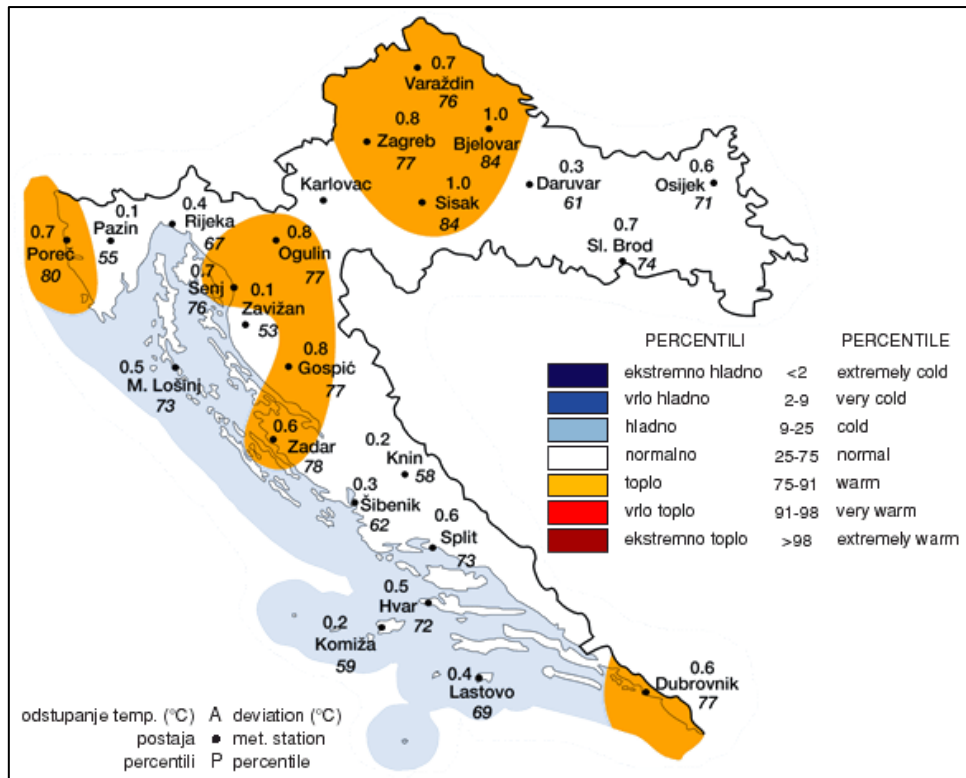 0.7
Varaždin
76
0.8
Zagreb
77
1.0
Bjelovar
84
1.0
Sisak
84
Karlovac
0.3
Daruvar
61
0.6
Osijek
71
0.7
Sl. Brod
74
0.7
Poreč
80
0.1
Pazin
55
0.4
Rijeka
67
0.8
Ogulin
77
0.7
Senj
76
0.1
Zavižan
53
0.8
Gospić
77
0.5
M. Lošinj
73
0.6
Zadar
78
0.2
Knin
58
0.3
Šibenik
62
0.6
Split
73
0.5
Hvar
72
0.2
Komiža
59
0.4
Lastovo
69
0.6
Dubrovnik
77
PERCENTILI PERCENTILE
ekstremno hladno <2 extremely cold
vrlo hladno 2-9 very cold
hladno 9-25 cold
normalno 25-75 normal
toplo 75-91 warm
vrlo toplo 91-98 very warm
ekstremno toplo >98 extremely warm
odstupanje temp. (°C) A deviation (°C)
postaja met. station
percentili P percentile